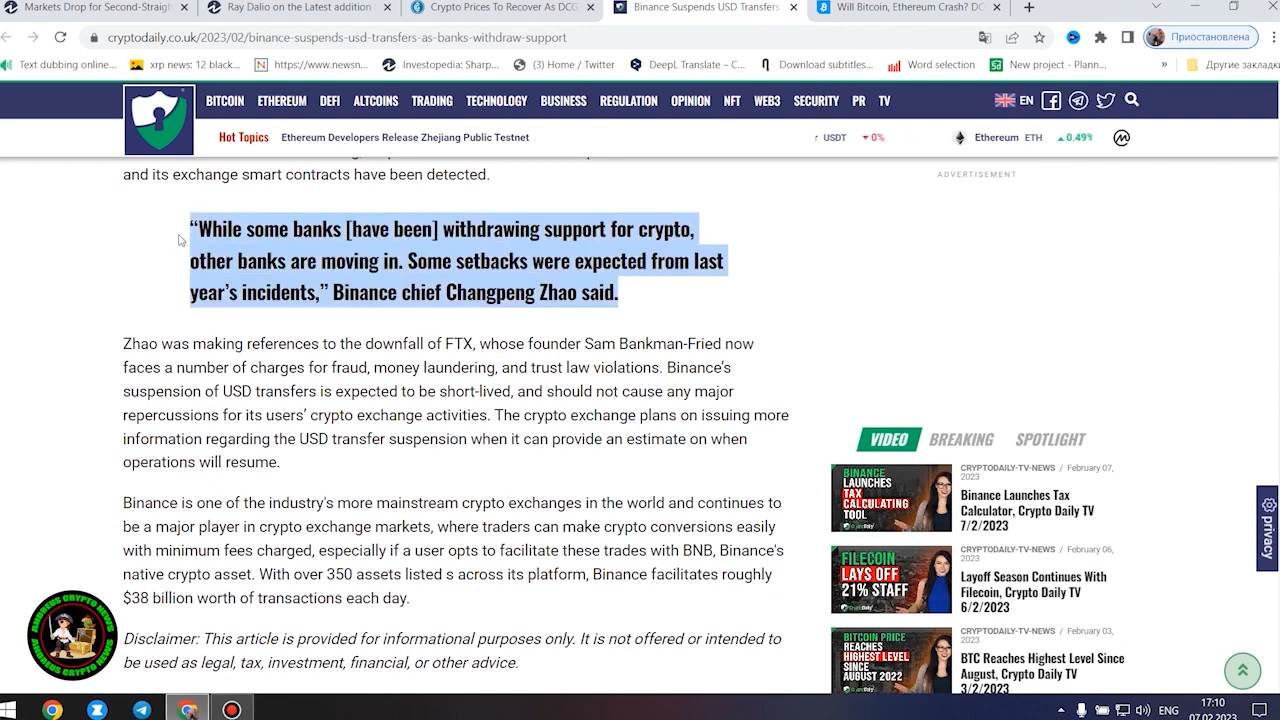 Markets Drop for Second-Straigh
Ray Dalio on the Latest addition
Crypto Prices To Recover As DCG
Binance Suspends USD Transfers
Will Bitcoin, Ethereum Crash? DC
cryptodaily.co.uk/2023/02/binance-suspends-usd-transfers-as-banks-withdraw-support
Приостановлена
Text dubbing online...
xrp news: 12 black...
https://www.newsn...
Investopedia: Sharp...
(3) Home / Twitter
DeepL Translate – C...
Download subtitles...
Word selection
New project - Plann...
»
Другие закладки
BITCOIN ETHEREUM DEFI ALTCOINS TRADING TECHNOLOGY BUSINESS REGULATION OPINION NFT WEB3 SECURITY PR TV
EN
Hot Topics
Ethereum Developers Release Zhejiang Public Testnet
USDT 0%
Ethereum ETH 0.49%
and its exchange smart contracts have been detected.
ADVERTISEMENT
“While some banks [have been] withdrawing support for crypto,
other banks are moving in. Some setbacks were expected from last
year’s incidents,” Binance chief Changpeng Zhao said.
Zhao was making references to the downfall of FTX, whose founder Sam Bankman-Fried now
faces a number of charges for fraud, money laundering, and trust law violations. Binance’s
suspension of USD transfers is expected to be short-lived, and should not cause any major
repercussions for its users’ crypto exchange activities. The crypto exchange plans on issuing more
information regarding the USD transfer suspension when it can provide an estimate on when
operations will resume.
Binance is one of the industry's more mainstream crypto exchanges in the world and continues to
be a major player in crypto exchange markets, where traders can make crypto conversions easily
with minimum fees charged, especially if a user opts to facilitate these trades with BNB, Binance's
native crypto asset. With over 350 assets listed s across its platform, Binance facilitates roughly
$38 billion worth of transactions each day.
Disclaimer: This article is provided for informational purposes only. It is not offered or intended to
be used as legal, tax, investment, financial, or other advice.
VIDEO BREAKING SPOTLIGHT
BINANCE
LAUNCHES
TAX
CALCULATING
TOOL
CRYPTODAILY-TV-NEWS / February 07,
2023
Binance Launches Tax
Calculator, Crypto Daily TV
7/2/2023
FILECOIN
LAYS OFF
21% STAFF
CRYPTODAILY-TV-NEWS / February 06,
2023
Layoff Season Continues With
Filecoin, Crypto Daily TV
6/2/2023
BITCOIN PRICE
REACHES
HIGHEST LEVEL
SINCE
AUGUST 2022
CRYPTODAILY-TV-NEWS / February 03,
2023
BTC Reaches Highest Level Since
August, Crypto Daily TV
3/2/2023
privacy
ANDREUS CRYPTO NEWS
ANDREUS CRYPTO NEWS
ENG
17:10
07.02.2023